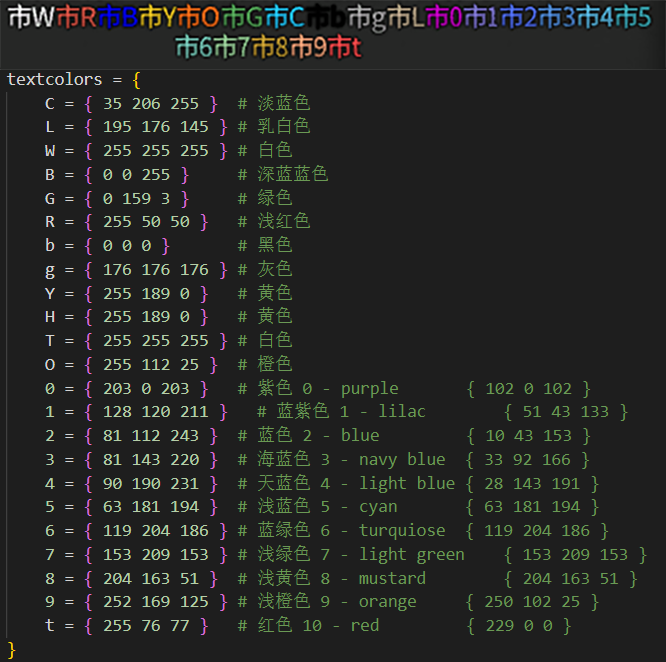 市W市R市B市Y市O市G市C市b市g市L市0市1市2市3市4市5
市6市7市8市9市t
textcolors = {
C = { 35 206 255 } # 淡蓝色
L = { 195 176 145 } # 乳白色
W = { 255 255 255 } # 白色
B = { 0 0 255 } # 深蓝蓝色
G = { 0 159 3 } # 绿色
R = { 255 50 50 } # 浅红色
b = { 0 0 0 } # 黑色
g = { 176 176 176 } # 灰色
Y = { 255 189 0 } # 黄色
H = { 255 189 0 } # 黄色
T = { 255 255 255 } # 白色
O = { 255 112 25 } # 橙色
0 = { 203 0 203 } # 紫色 0 - purple { 102 0 102 }
1 = { 128 120 211 } # 蓝紫色 1 - lilac { 51 43 133 }
2 = { 81 112 243 } # 蓝色 2 - blue { 10 43 153 }
3 = { 81 143 220 } # 海蓝色 3 - navy blue { 33 92 166 }
4 = { 90 190 231 } # 天蓝色 4 - light blue { 28 143 191 }
5 = { 63 181 194 } # 浅蓝色 5 - cyan { 63 181 194 }
6 = { 119 204 186 } # 蓝绿色 6 - turquiose { 119 204 186 }
7 = { 153 209 153 } # 浅绿色 7 - light green { 153 209 153 }
8 = { 204 163 51 } # 浅黄色 8 - mustard { 204 163 51 }
9 = { 252 169 125 } # 浅橙色 9 - orange { 250 102 25 }
t = { 255 76 77 } # 红色 10 - red { 229 0 0 }
}